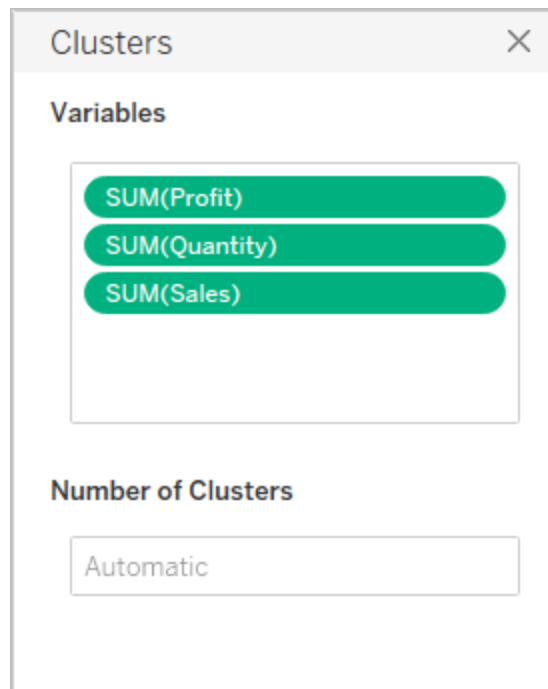 Clusters
Variables
SUM(Profit)
SUM(Quantity)
SUM(Sales)
Number of Clusters
Automatic